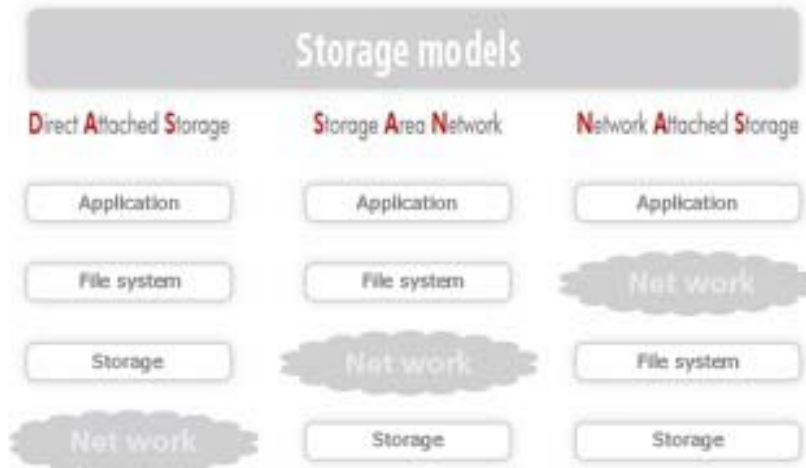 Storage models
Direct Attached Storage
Storage Area Network
Network Attached Storage
Application
Application
Application
File system
File system
Net work
Storage
Net work
File system
Net work
Storage
Storage